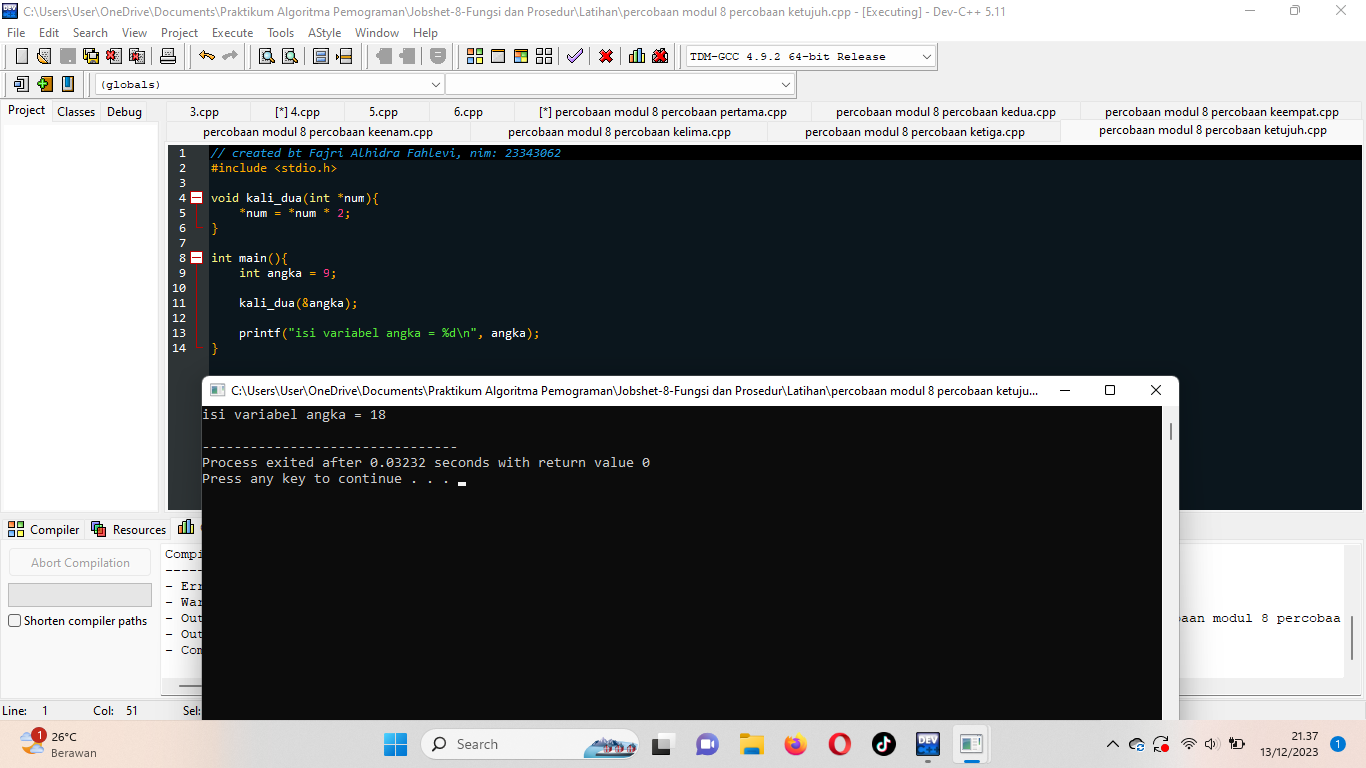 C:\Users\User\OneDrive\Documents\Praktikum Algoritma Pemograman\Jobshet-8-Fungsi dan Prosedur\Latihan\percobaan modul 8 percobaan ketujuh.cpp - [Executing] - Dev-C++ 5.11
File Edit Search View Project Execute Tools AStyle Window Help
TDM-GCC 4.9.2 64-bit Release
(globals)
Project Classes Debug
3.cpp [*] 4.cpp 5.cpp 6.cpp [*] percobaan modul 8 percobaan pertama.cpp percobaan modul 8 percobaan kedua.cpp percobaan modul 8 percobaan keempat.cpp
percobaan modul 8 percobaan keenam.cpp percobaan modul 8 percobaan kelima.cpp percobaan modul 8 percobaan ketiga.cpp percobaan modul 8 percobaan ketujuh.cpp
1 // created bt Fajri Alhidra Fahlevi, nim: 23343062
2 #include <stdio.h>
3
4 void kali_dua(int *num){
5 *num = *num * 2;
6 }
7
8 int main(){
9 int angka = 9;
10
11 kali_dua(&angka);
12
13 printf("isi variabel angka = %d\n", angka);
14 }
C:\Users\User\OneDrive\Documents\Praktikum Algoritma Pemograman\Jobshet-8-Fungsi dan Prosedur\Latihan\percobaan modul 8 percobaan ketuju...
isi variabel angka = 18
--------------------------------
Process exited after 0.03232 seconds with return value 0
Press any key to continue . . .
Compiler Resources
Abort Compilation
Shorten compiler paths
Compi
- Err
- War
- Out
- Out
- Com
aan modul 8 percobaa
Line: 1 Col: 51 Sel:
1
26°C
Berawan
Search
DEV
21.37
13/12/2023
1